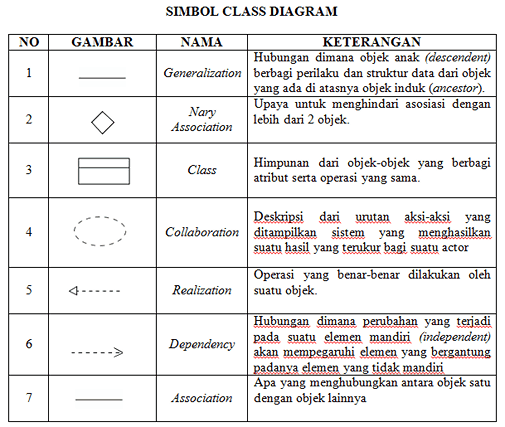 SIMBOL CLASS DIAGRAM
NO GAMBAR NAMA KETERANGAN
1 Generalization Hubungan dimana objek anak (descendent)
berbagi perilaku dan struktur data dari objek
yang ada di atasnya objek induk (ancestor).
2 Nary
Association Upaya untuk menghindari asosiasi dengan
lebih dari 2 objek.
3 Class Himpunan dari objek-objek yang berbagi
atribut serta operasi yang sama.
4 Collaboration Deskripsi dari urutan aksi-aksi yang
ditampilkan sistem yang menghasilkan
suatu hasil yang terukur bagi suatu actor
5 Realization Operasi yang benar-benar dilakukan oleh
suatu objek.
6 Dependency Hubungan dimana perubahan yang terjadi
pada suatu elemen mandiri (independent)
akan mempegaruhi elemen yang bergantung
padanya elemen yang tidak mandiri
7 Association Apa yang menghubungkan antara objek satu
dengan objek lainnya